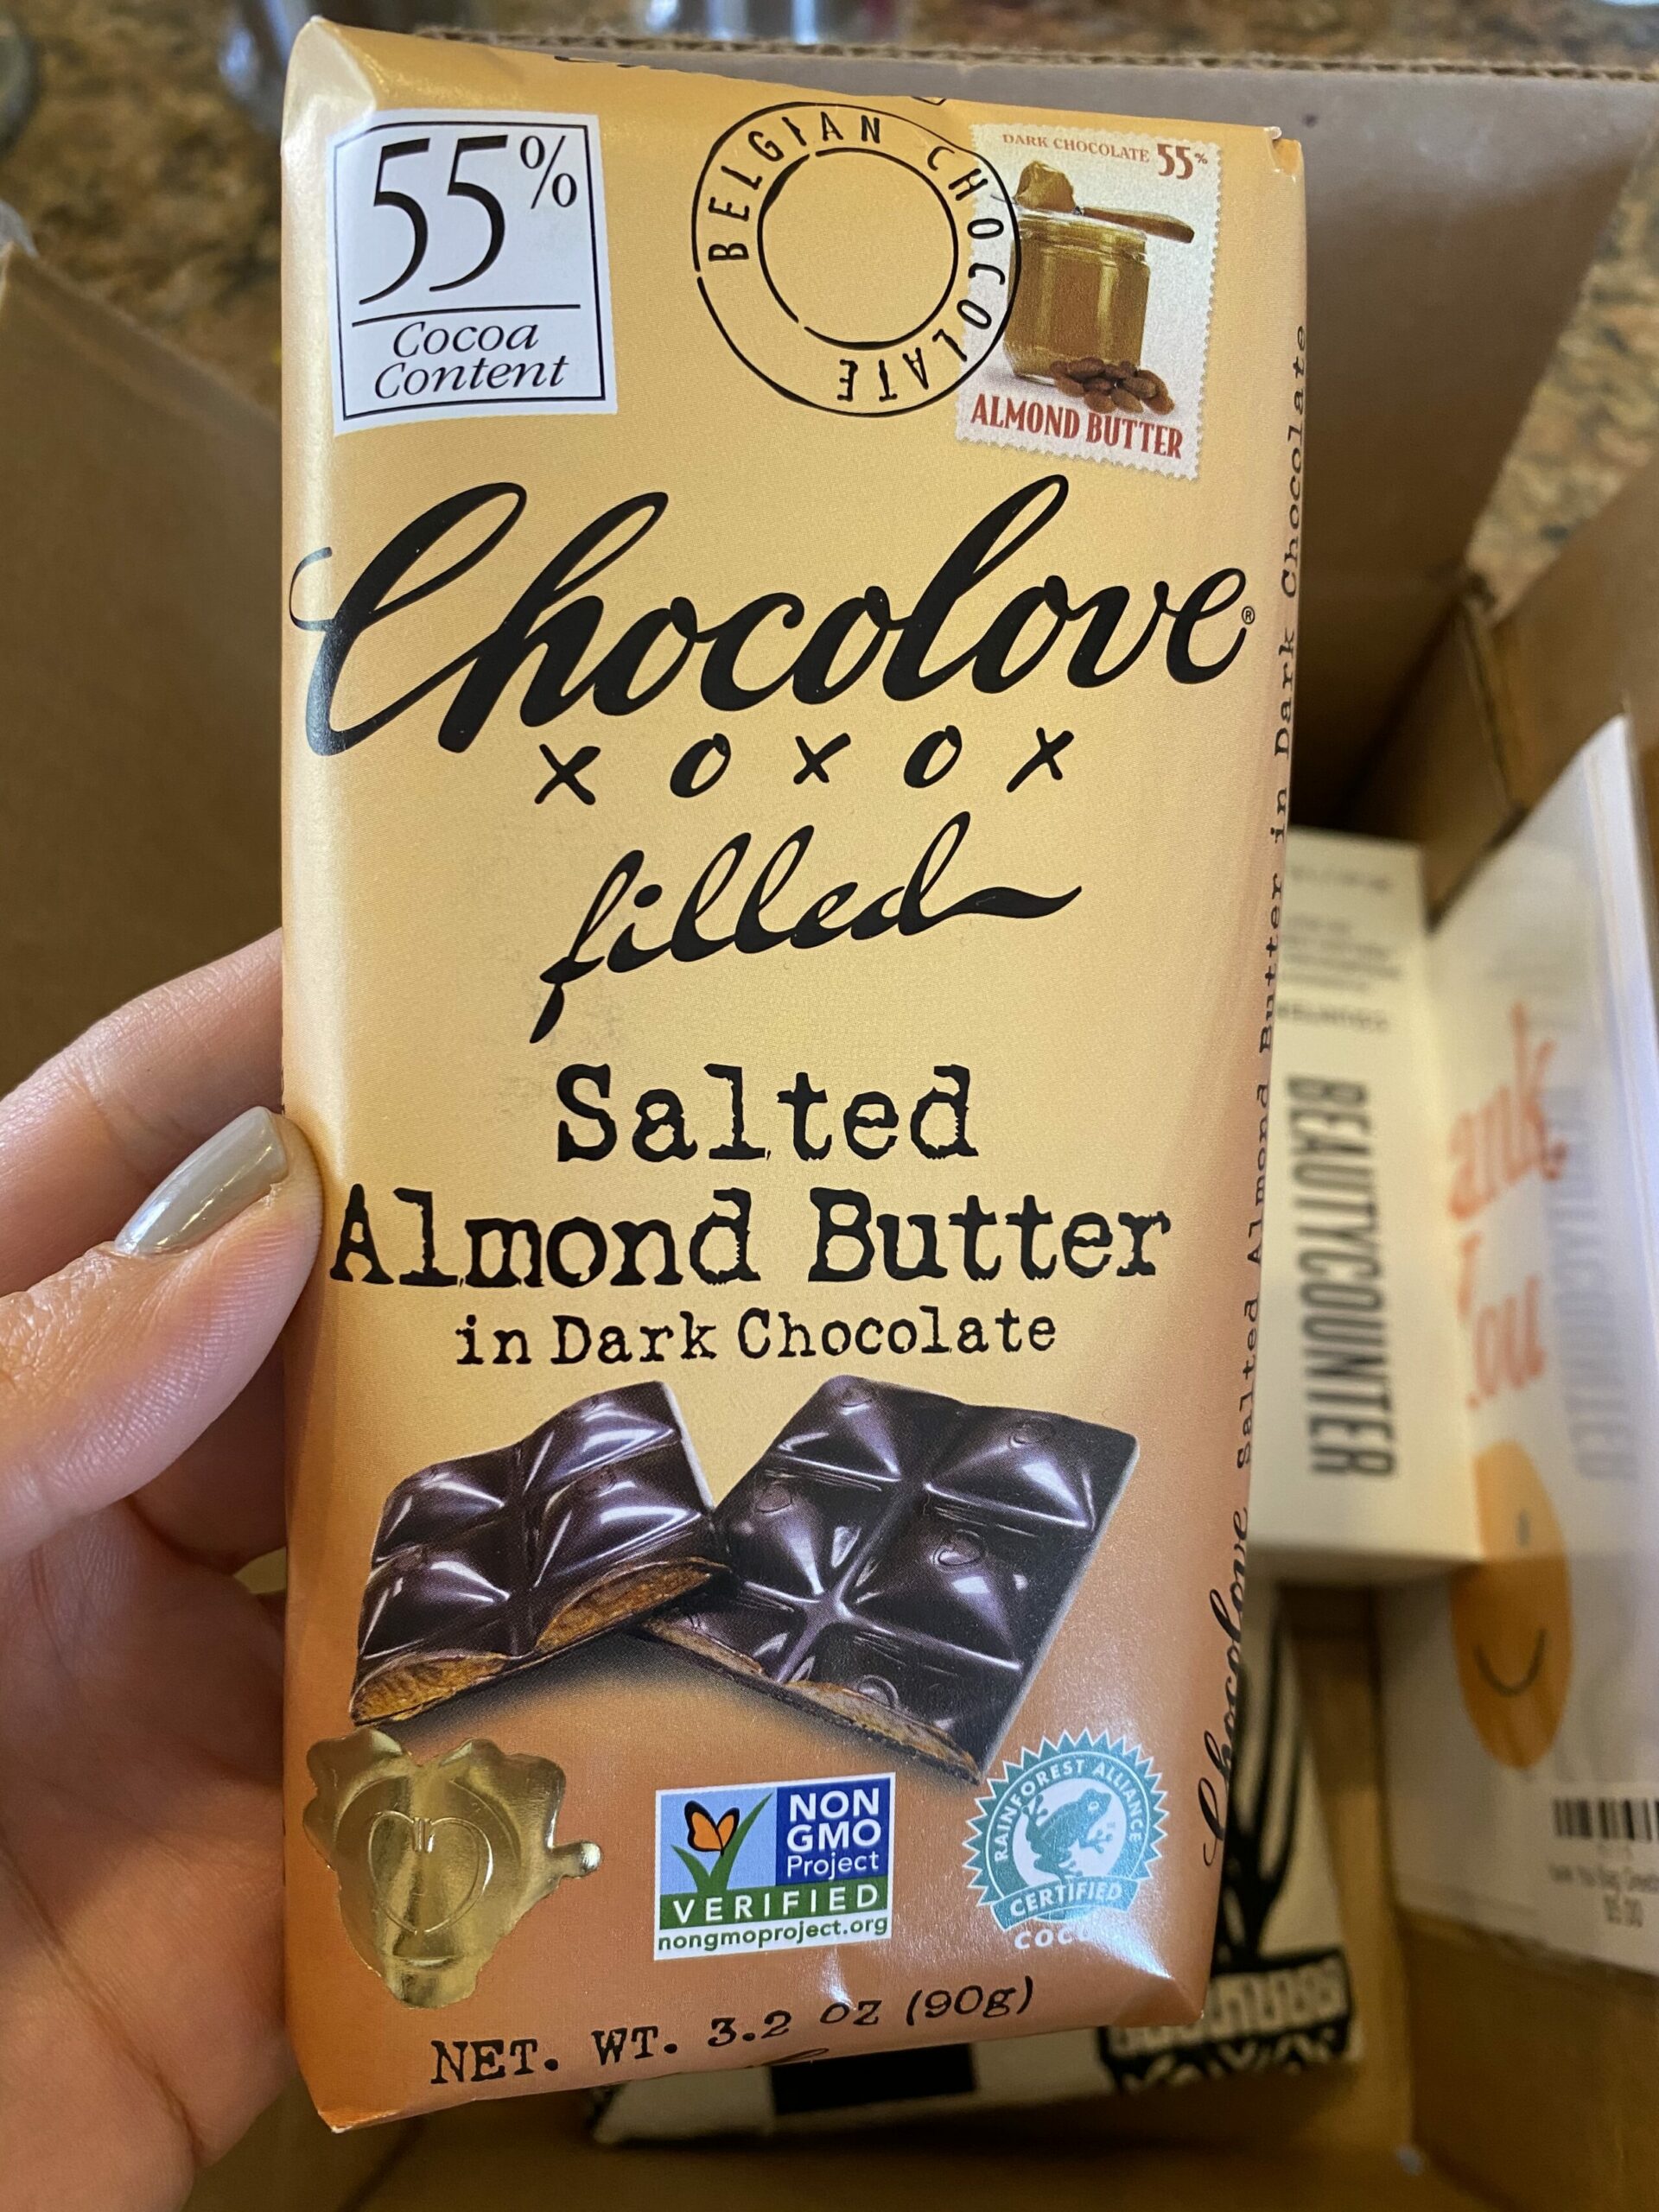 55%
Cocoa
Content
BELGIAN CHOCOLATE
DARK CHOCOLATE 55%
ALMOND BUTTER
Chocolove®
xoxox
filled
Salted
Almond Butter
in Dark Chocolate
NON
GMO
Project
VERIFIED
nongmoproject.org
RAINFOREST ALLIANCE
CERTIFIED
NET. WT. 3.2 oz (90g)
Chocolove Salted Almond Butter in Dark Chocolate
BEAUTYCOUNTER
ank
You